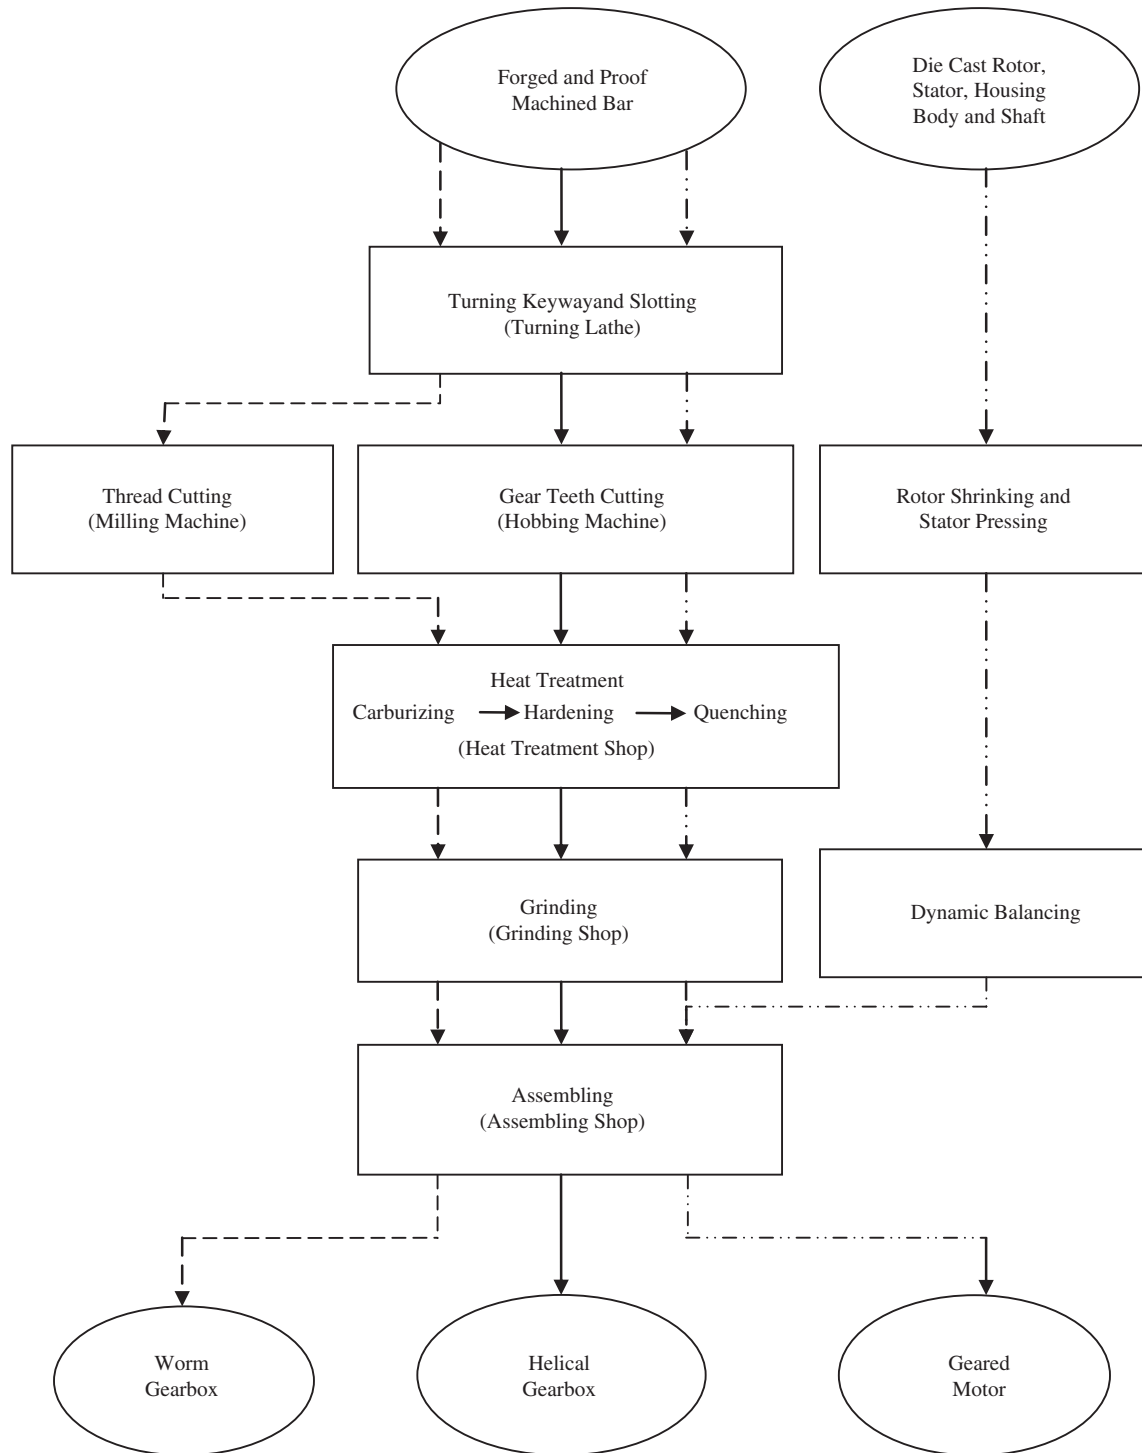 Forged and Proof
Machined Bar
Die Cast Rotor,
Stator, Housing
Body and Shaft
Turning Keywayand Slotting
(Turning Lathe)
Thread Cutting
(Milling Machine)
Gear Teeth Cutting
(Hobbing Machine)
Rotor Shrinking and
Stator Pressing
Heat Treatment
Carburizing Hardening Quenching
(Heat Treatment Shop)
Grinding
(Grinding Shop)
Dynamic Balancing
Assembling
(Assembling Shop)
Worm
Gearbox
Helical
Gearbox
Geared
Motor